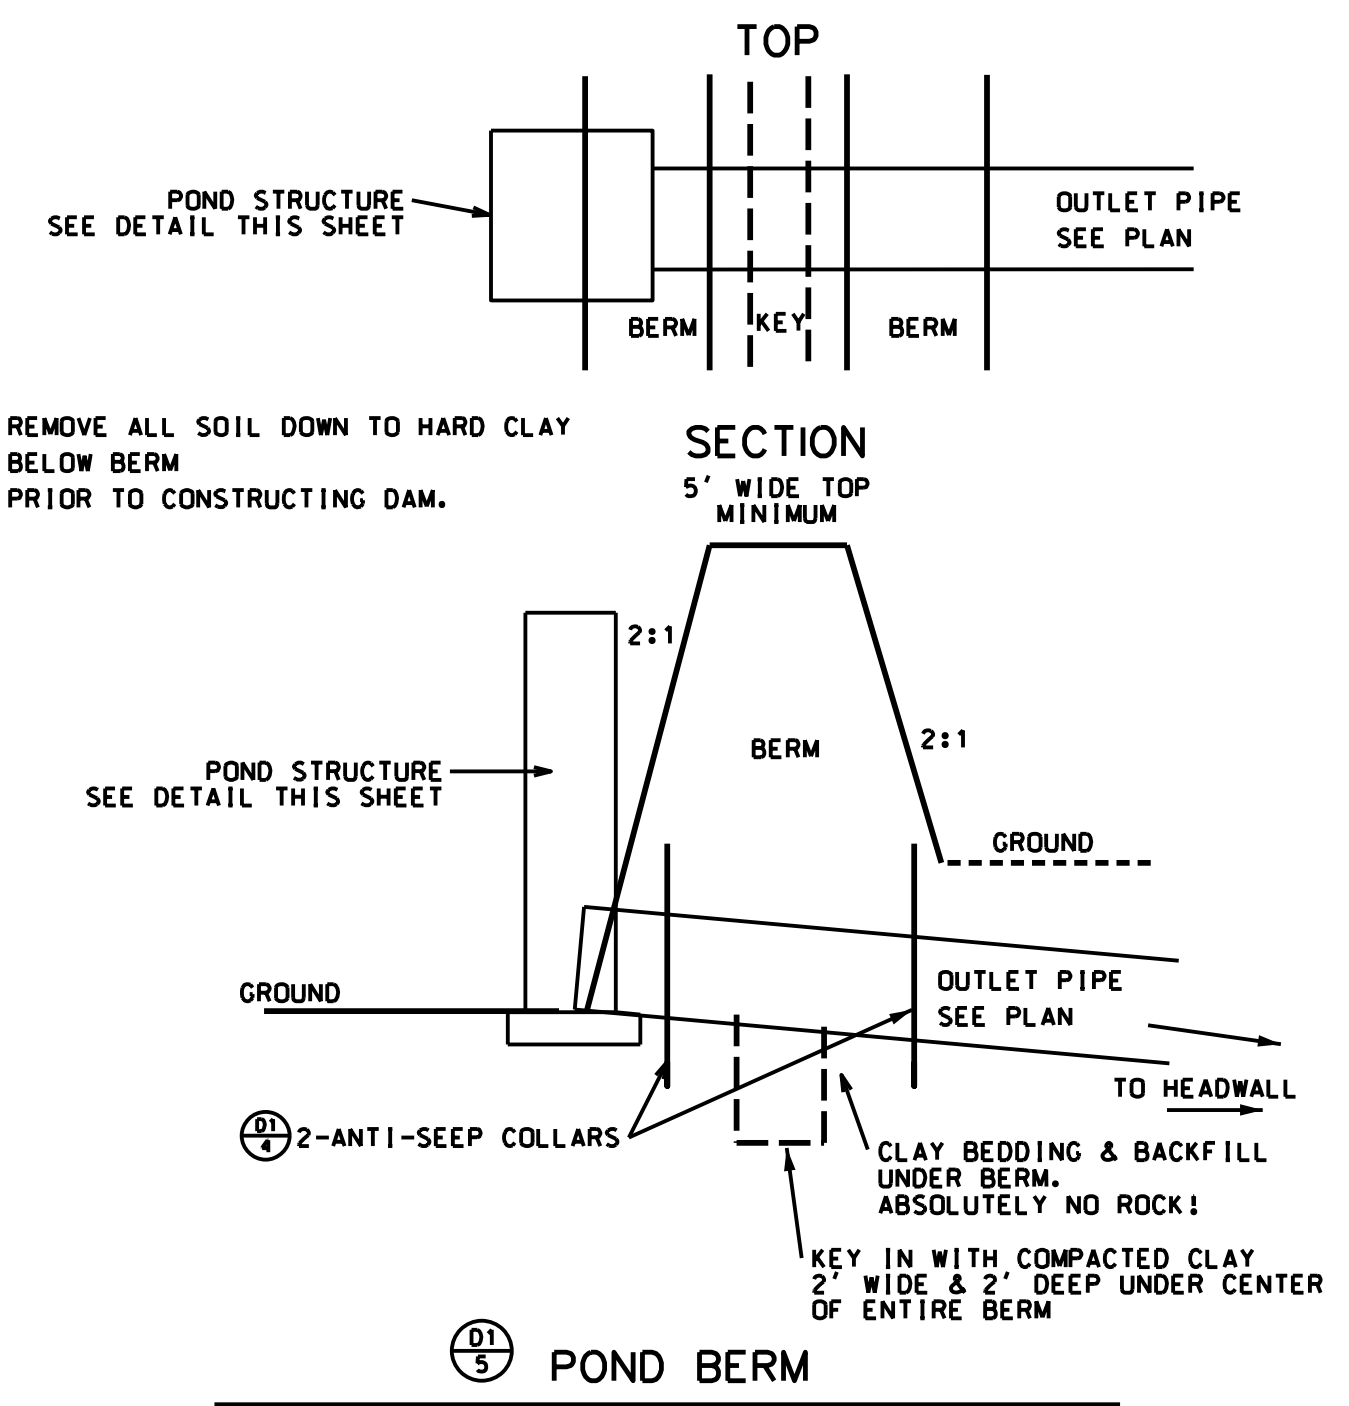 TOP
POND STRUCTURE
SEE DETAIL THIS SHEET
OUTLET PIPE
SEE PLAN
BERM
KEY
BERM
REMOVE ALL SOIL DOWN TO HARD CLAY
BELOW BERM
PRIOR TO CONSTRUCTING DAM.
SECTION
5' WIDE TOP
MINIMUM
2:1
BERM
2:1
POND STRUCTURE
SEE DETAIL THIS SHEET
GROUND
GROUND
OUTLET PIPE
SEE PLAN
TO HEADWALL
D1
4
2-ANTI-SEEP COLLARS
CLAY BEDDING & BACKFILL
UNDER BERM.
ABSOLUTELY NO ROCK!
KEY IN WITH COMPACTED CLAY
2' WIDE & 2' DEEP UNDER CENTER
OF ENTIRE BERM
D1
5
POND BERM